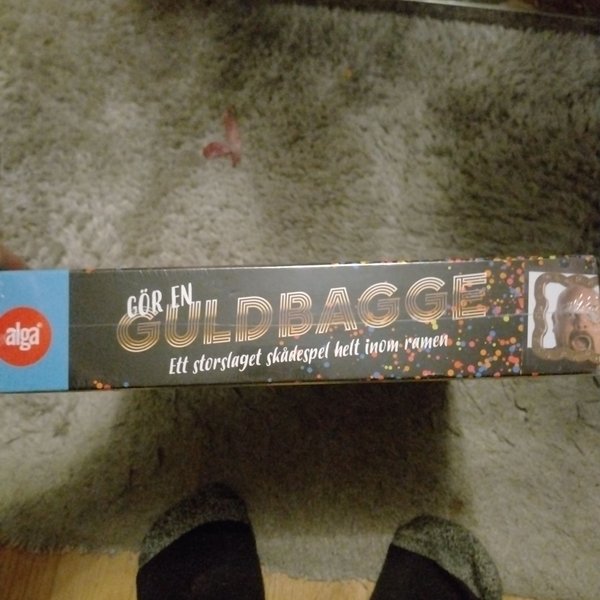 alga
GÖR EN
GULDBAGGE
Ett storslaget skådespel helt inom ramen